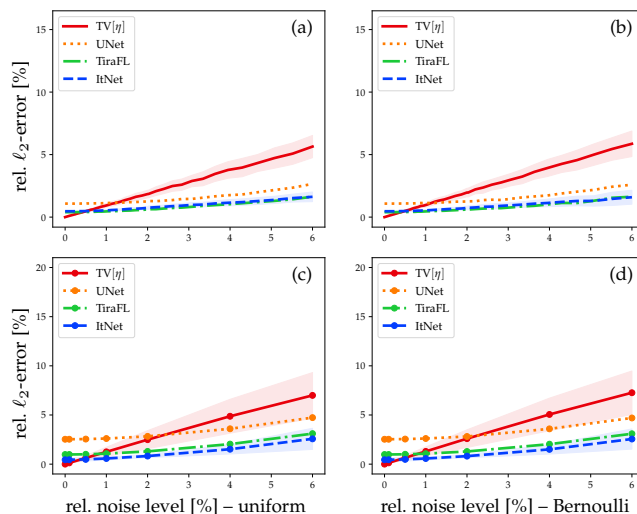 (a)
TV[η]
UNet
TiraFL
ItNet
rel. ℓ₂-error [%]
15
10
5
0
0 1 2 3 4 5 6
(b)
TV[η]
UNet
TiraFL
ItNet
15
10
5
0
0 1 2 3 4 5 6
(c)
TV[η]
UNet
TiraFL
ItNet
rel. ℓ₂-error [%]
20
15
10
5
0
0 1 2 3 4 5 6
rel. noise level [%] – uniform
(d)
TV[η]
UNet
TiraFL
ItNet
20
15
10
5
0
0 1 2 3 4 5 6
rel. noise level [%] – Bernoulli